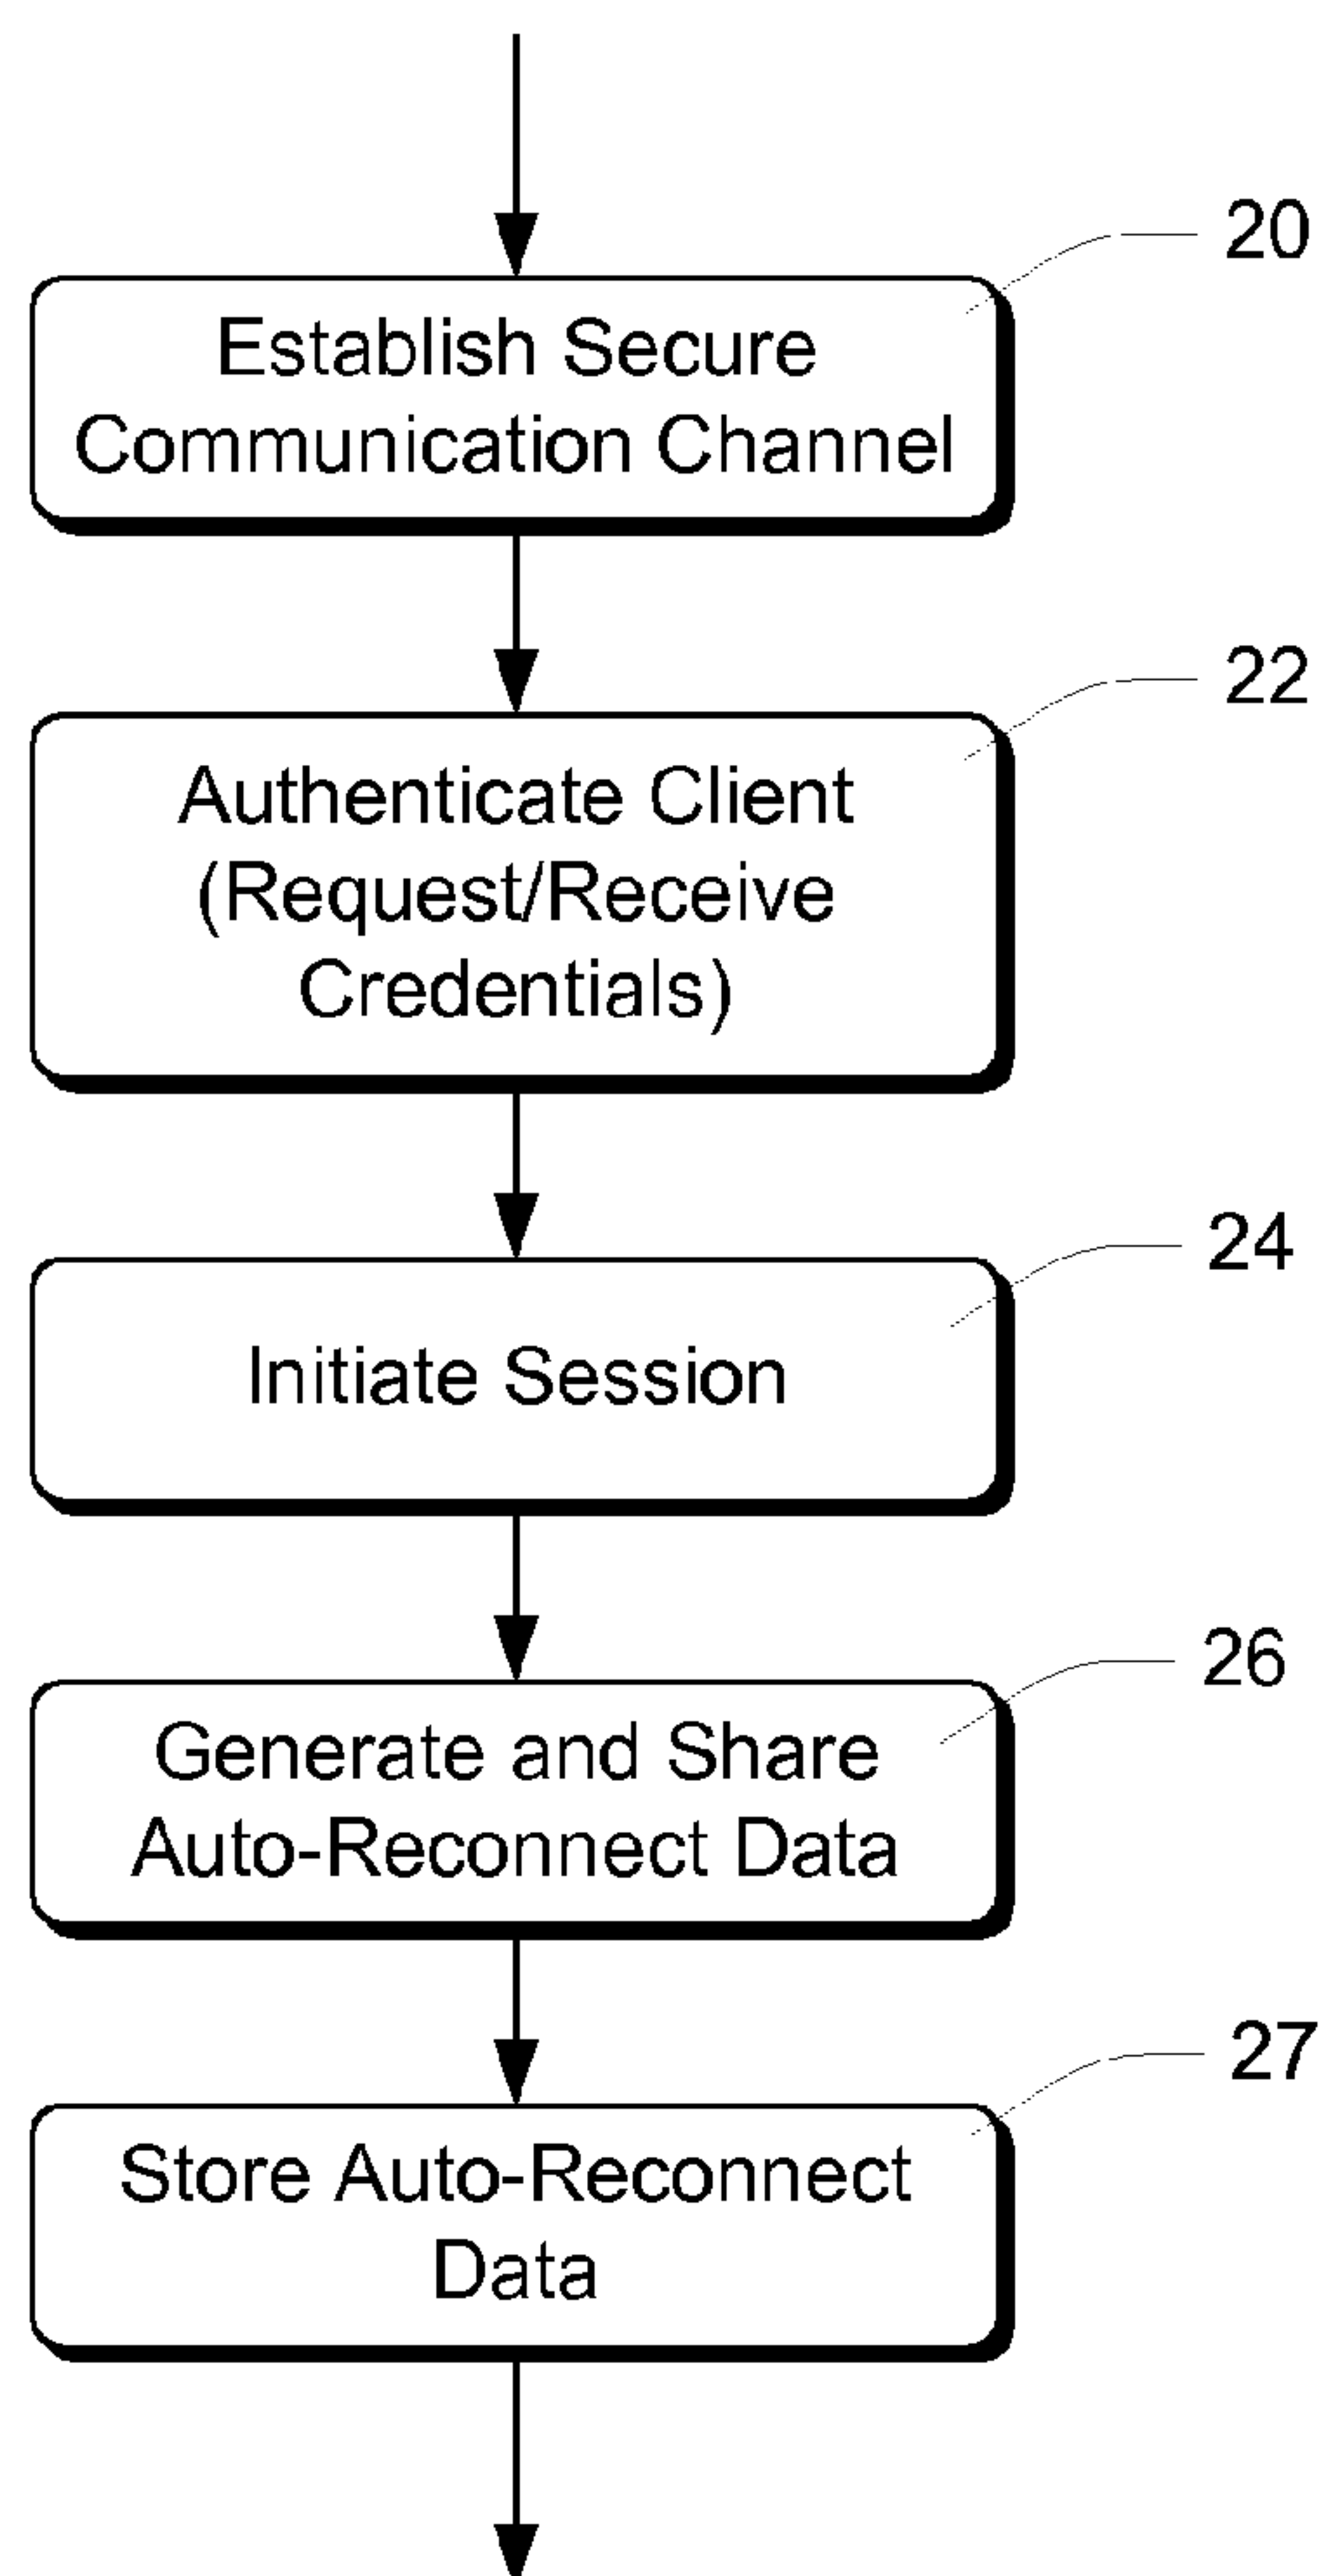 20
Establish Secure
Communication Channel
22
Authenticate Client
(Request/Receive
Credentials)
24
Initiate Session
26
Generate and Share
Auto-Reconnect Data
27
Store Auto-Reconnect
Data